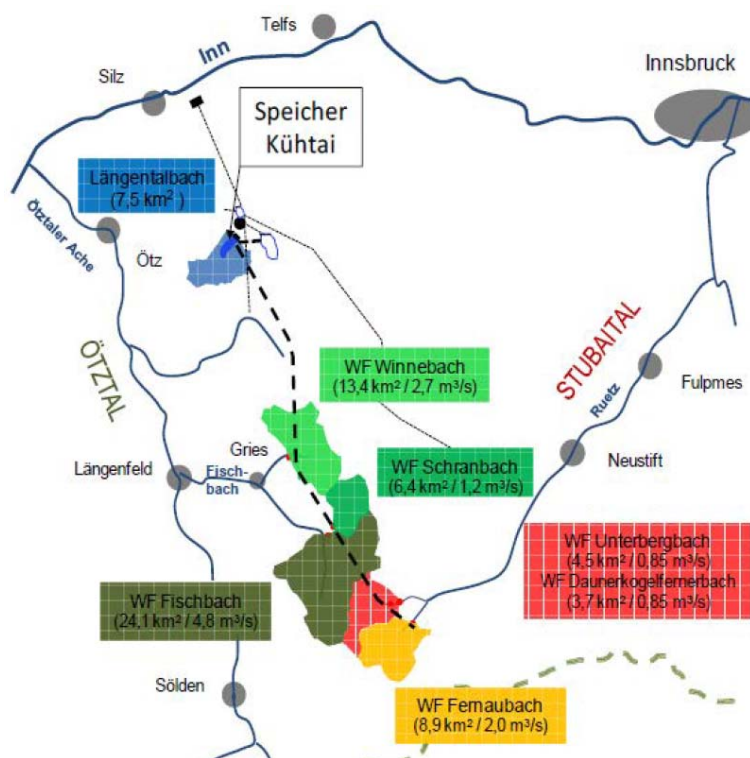 Telfs
Inn
Silz
Innsbruck
Speicher
Kühtai
Längentalbach
(7,5 km²)
Ötztaler Ache
Ötz
ÖTZTAL
STUBAITAL
WF Winnebach
(13,4 km² / 2,7 m³/s)
Fulpmes
Ruetz
Gries
Neustift
Längenfeld
Fisch-
bach
WF Schranbach
(6,4 km² / 1,2 m³/s)
WF Unterbergbach
(4,5 km² / 0,85 m³/s)
WF Daunerkogelfernerbach
(3,7 km² / 0,85 m³/s)
WF Fischbach
(24,1 km² / 4,8 m³/s)
Sölden
WF Fernaubach
(8,9 km² / 2,0 m³/s)